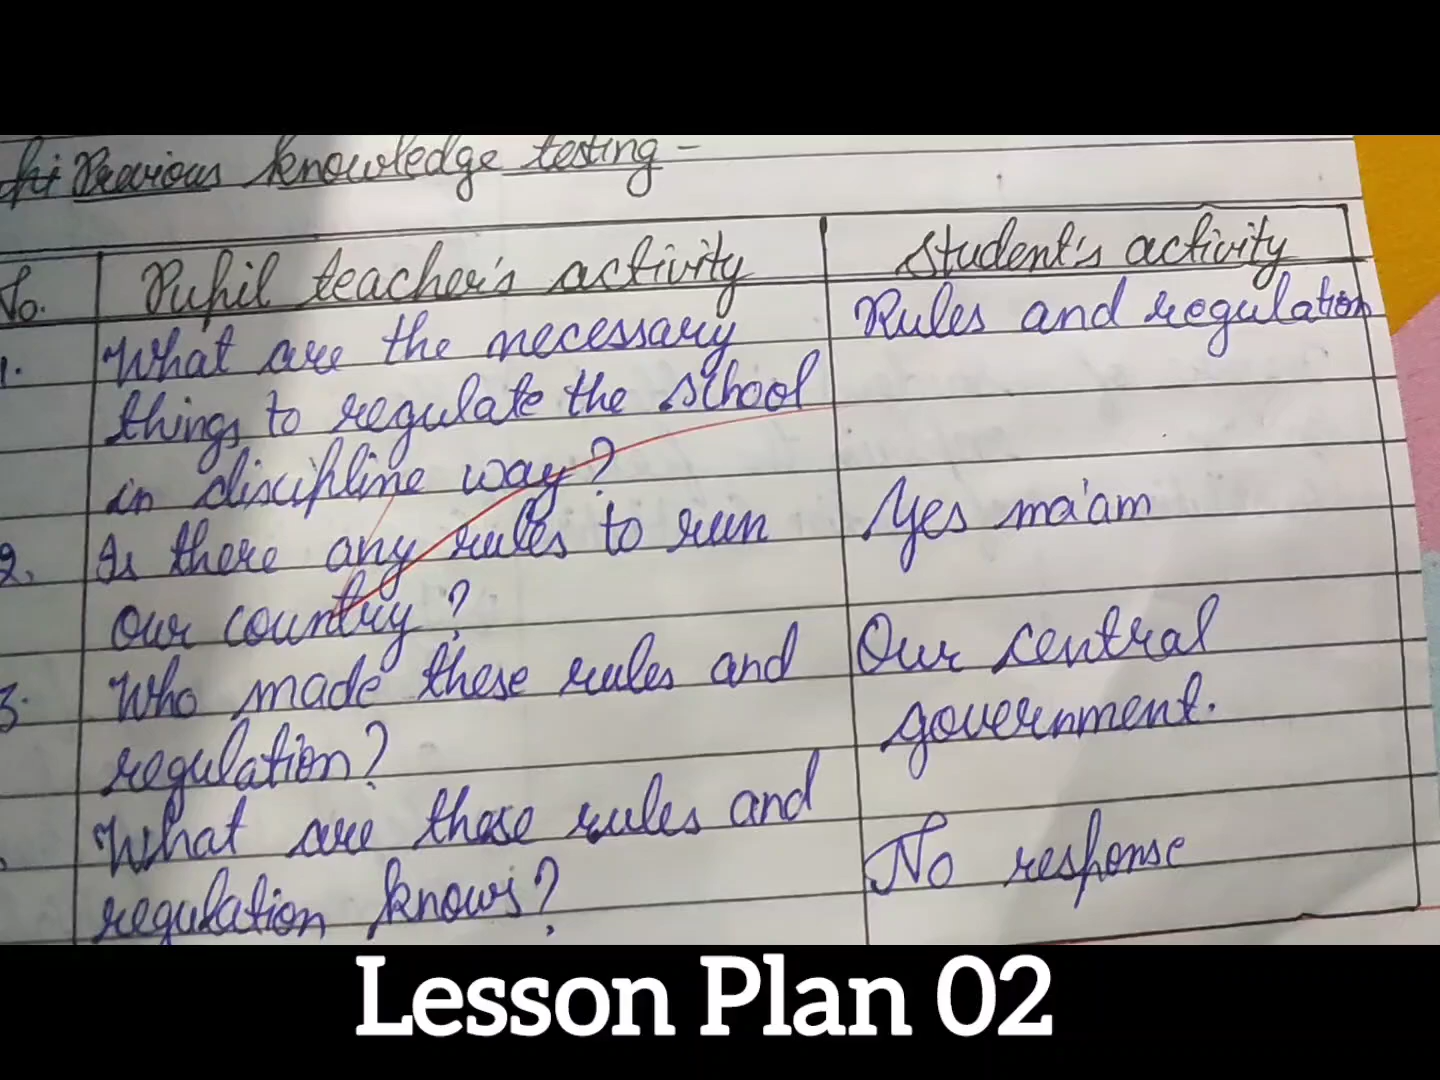 Previous knowledge testing -
No. Pupil teacher's activity Student's activity
1. What are the necessary Rules and regulation
things to regulate the school
in discipline way?
2. Is there any rules to run Yes ma'am
our country?
3. Who made these rules and Our central
regulation? government.
What are these rules and No response
regulation knows?
Lesson Plan 02